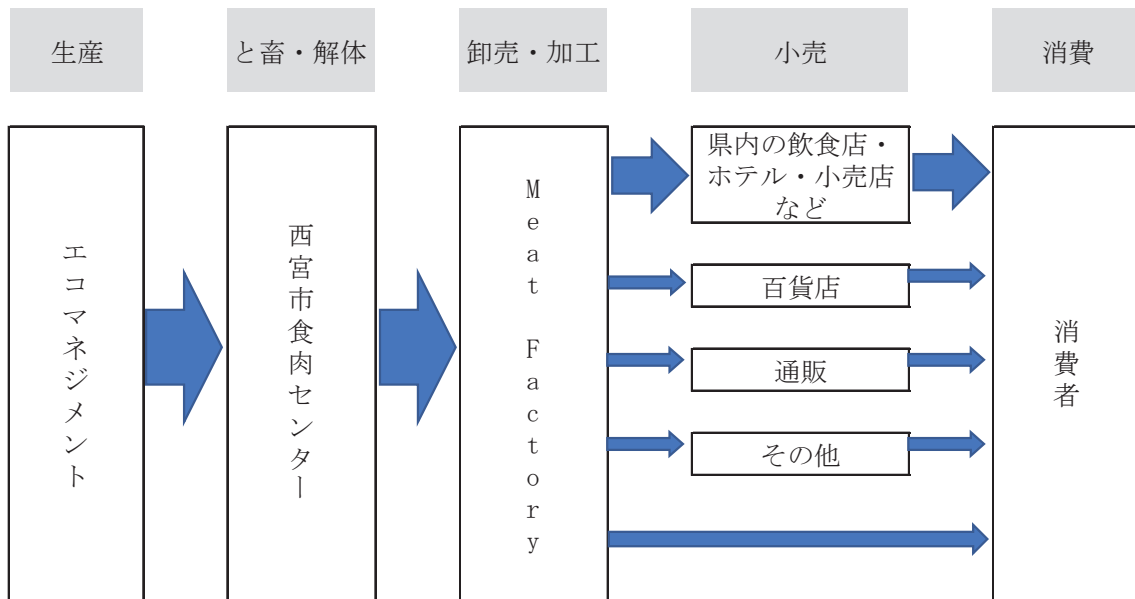 生産
と畜・解体
卸売・加工
小売
消費
エコマネジメント
西宮市食肉センター
Meat Factory
県内の飲食店・
ホテル・小売店
など
百貨店
通販
その他
消費者